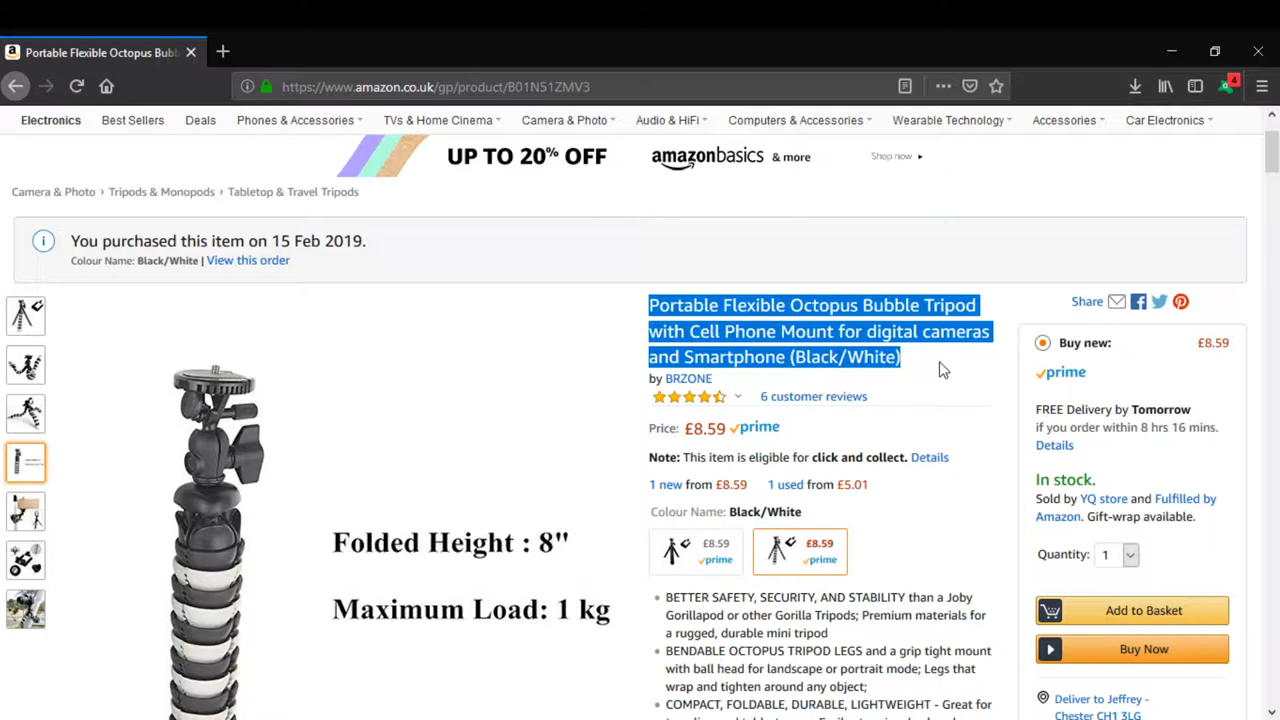 Portable Flexible Octopus Bubb
https://www.amazon.co.uk/gp/product/B01N51ZMV3
4
Electronics Best Sellers Deals Phones & Accessories TVs & Home Cinema Camera & Photo Audio & HiFi Computers & Accessories Wearable Technology Accessories Car Electronics
UP TO 20% OFF amazonbasics & more Shop now
Camera & Photo › Tripods & Monopods › Tabletop & Travel Tripods
You purchased this item on 15 Feb 2019.
Colour Name: Black/White | View this order
Portable Flexible Octopus Bubble Tripod
with Cell Phone Mount for digital cameras
and Smartphone (Black/White)
by BRZONE
6 customer reviews
Price: £8.59 prime
Note: This item is eligible for click and collect. Details
1 new from £8.59 1 used from £5.01
Colour Name: Black/White
£8.59
prime
£8.59
prime
BETTER SAFETY, SECURITY, AND STABILITY than a Joby
Gorillapod or other Gorilla Tripods; Premium materials for
a rugged, durable mini tripod
BENDABLE OCTOPUS TRIPOD LEGS and a grip tight mount
with ball head for landscape or portrait mode; Legs that
wrap and tighten around any object;
COMPACT, FOLDABLE, DURABLE, LIGHTWEIGHT - Great for
Folded Height : 8"
Maximum Load: 1 kg
Share
Buy new: £8.59
prime
FREE Delivery by Tomorrow
if you order within 8 hrs 16 mins.
Details
In stock.
Sold by YQ store and Fulfilled by
Amazon. Gift-wrap available.
Quantity: 1
Add to Basket
Buy Now
Deliver to Jeffrey -
Chester CH1 3LG